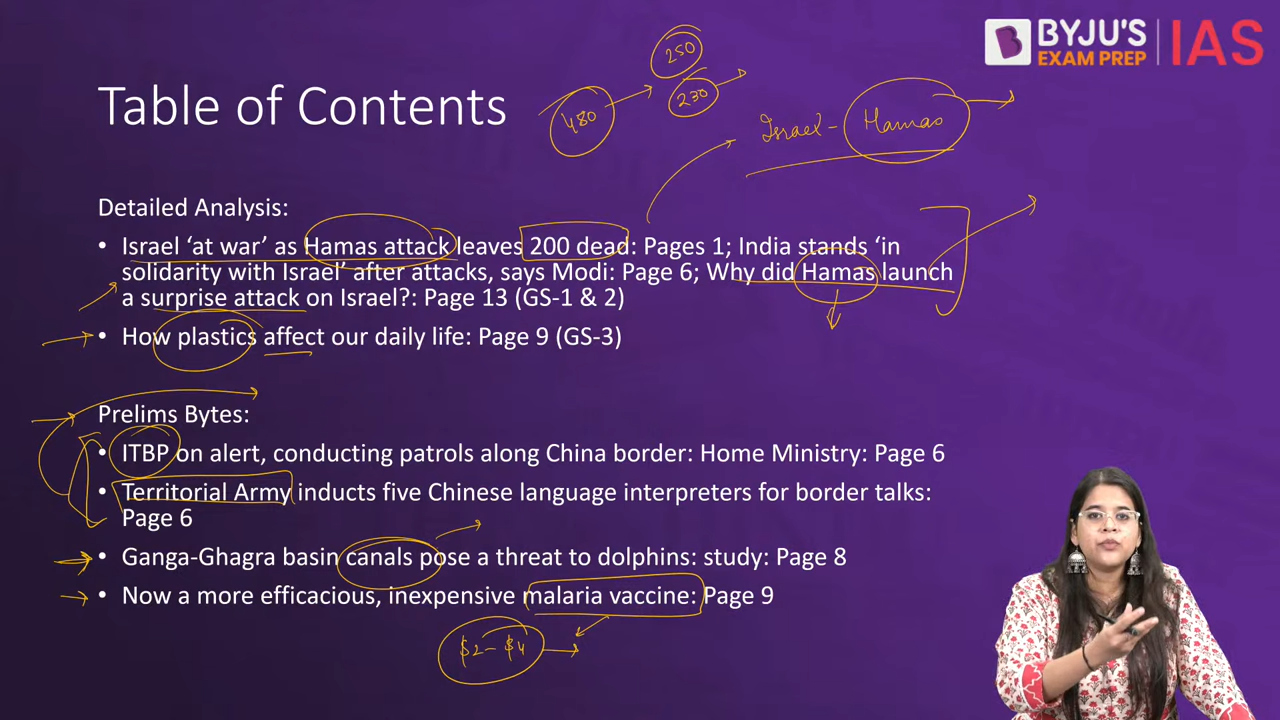 BYJU'S
EXAM PREP
IAS
250
480
230
Israel - Hamas
Table of Contents
Detailed Analysis:
• Israel ‘at war’ as Hamas attack leaves 200 dead: Pages 1; India stands ‘in
solidarity with Israel’ after attacks, says Modi: Page 6; Why did Hamas launch
a surprise attack on Israel?: Page 13 (GS-1 & 2)
• How plastics affect our daily life: Page 9 (GS-3)
Prelims Bytes:
• ITBP on alert, conducting patrols along China border: Home Ministry: Page 6
• Territorial Army inducts five Chinese language interpreters for border talks:
Page 6
• Ganga-Ghagra basin canals pose a threat to dolphins: study: Page 8
• Now a more efficacious, inexpensive malaria vaccine: Page 9
$2 - $4